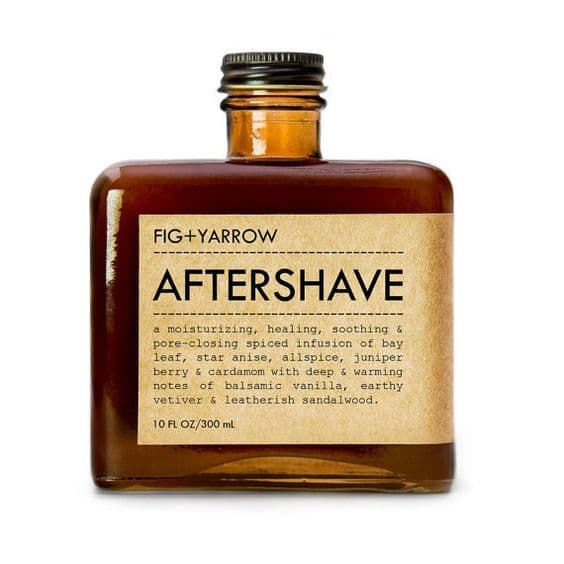 FIG+YARROW
AFTERSHAVE
a moisturizing, healing, soothing &
pore-closing spiced infusion of bay
leaf, star anise, allspice, juniper
berry & cardamom with deep & warming
notes of balsamic vanilla, earthy
vetiver & leatherish sandalwood.
10 FL OZ/300 mL